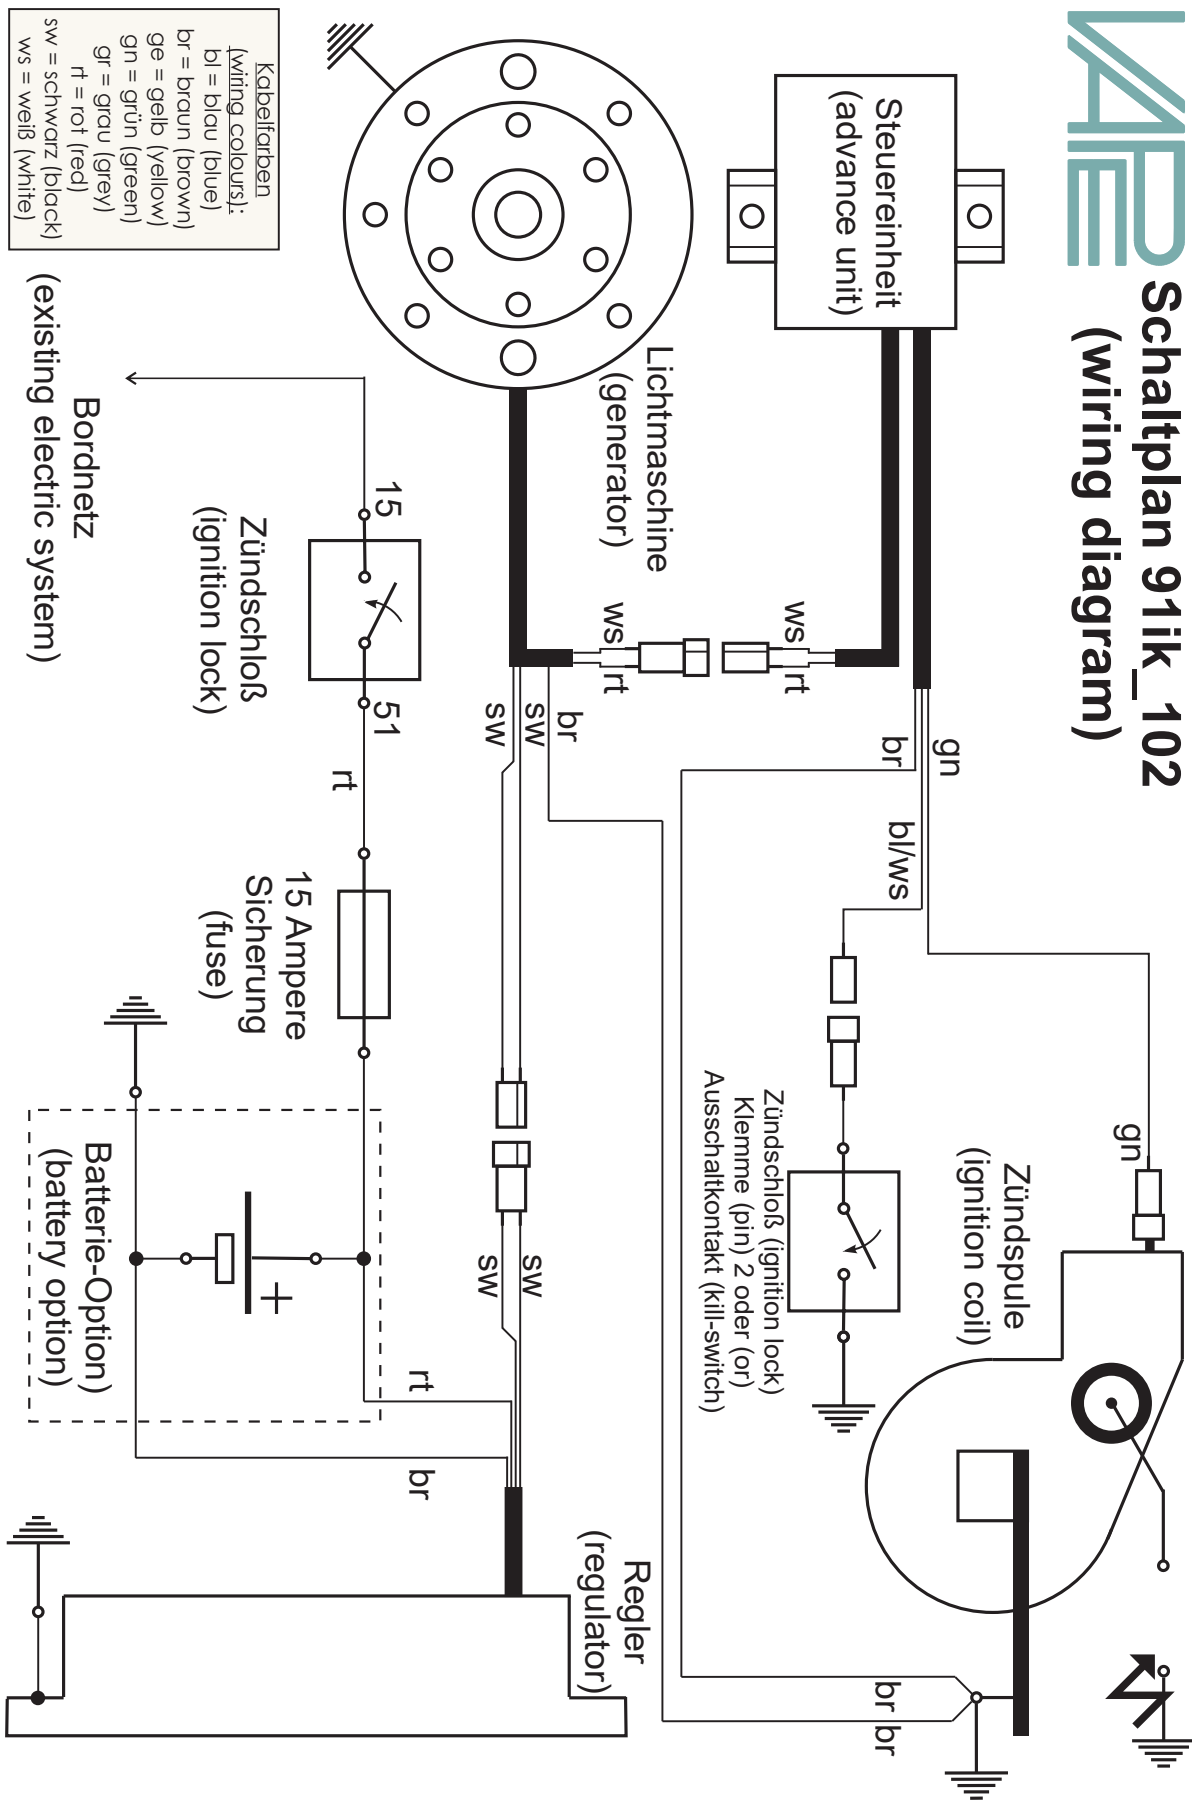 VAPE
Schaltplan 91ik_102
(wiring diagram)
Steuereinheit
(advance unit)
Lichtmaschine
(generator)
ws
rt
ws
rt
gn
br
bl/ws
br
sw
sw
gn
Zündspule
(ignition coil)
Zündschloß (ignition lock)
Klemme (pin) 2 oder (or)
Ausschaltkontakt (kill-switch)
br
br
sw
sw
Regler
(regulator)
15
51
Zündschloß
(ignition lock)
rt
15 Ampere
Sicherung
(fuse)
rt
br
+
Batterie-Option)
(battery option)
Bordnetz
(existing electric system)
Kabelfarben
(wiring colours):
bl = blau (blue)
br = braun (brown)
ge = gelb (yellow)
gn = grün (green)
gr = grau (grey)
rt = rot (red)
sw = schwarz (black)
ws = weiß (white)